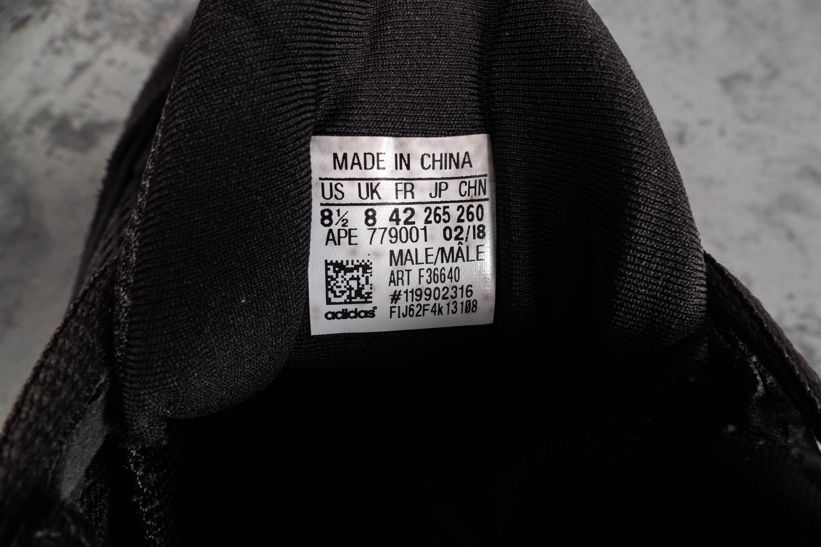 MADE IN CHINA
US UK FR JP CHN
8½ 8 42 265 260
APE 779001 02/18
MALE/MÂLE
ART F36640
#119902316
adidas F1J62F4k13108